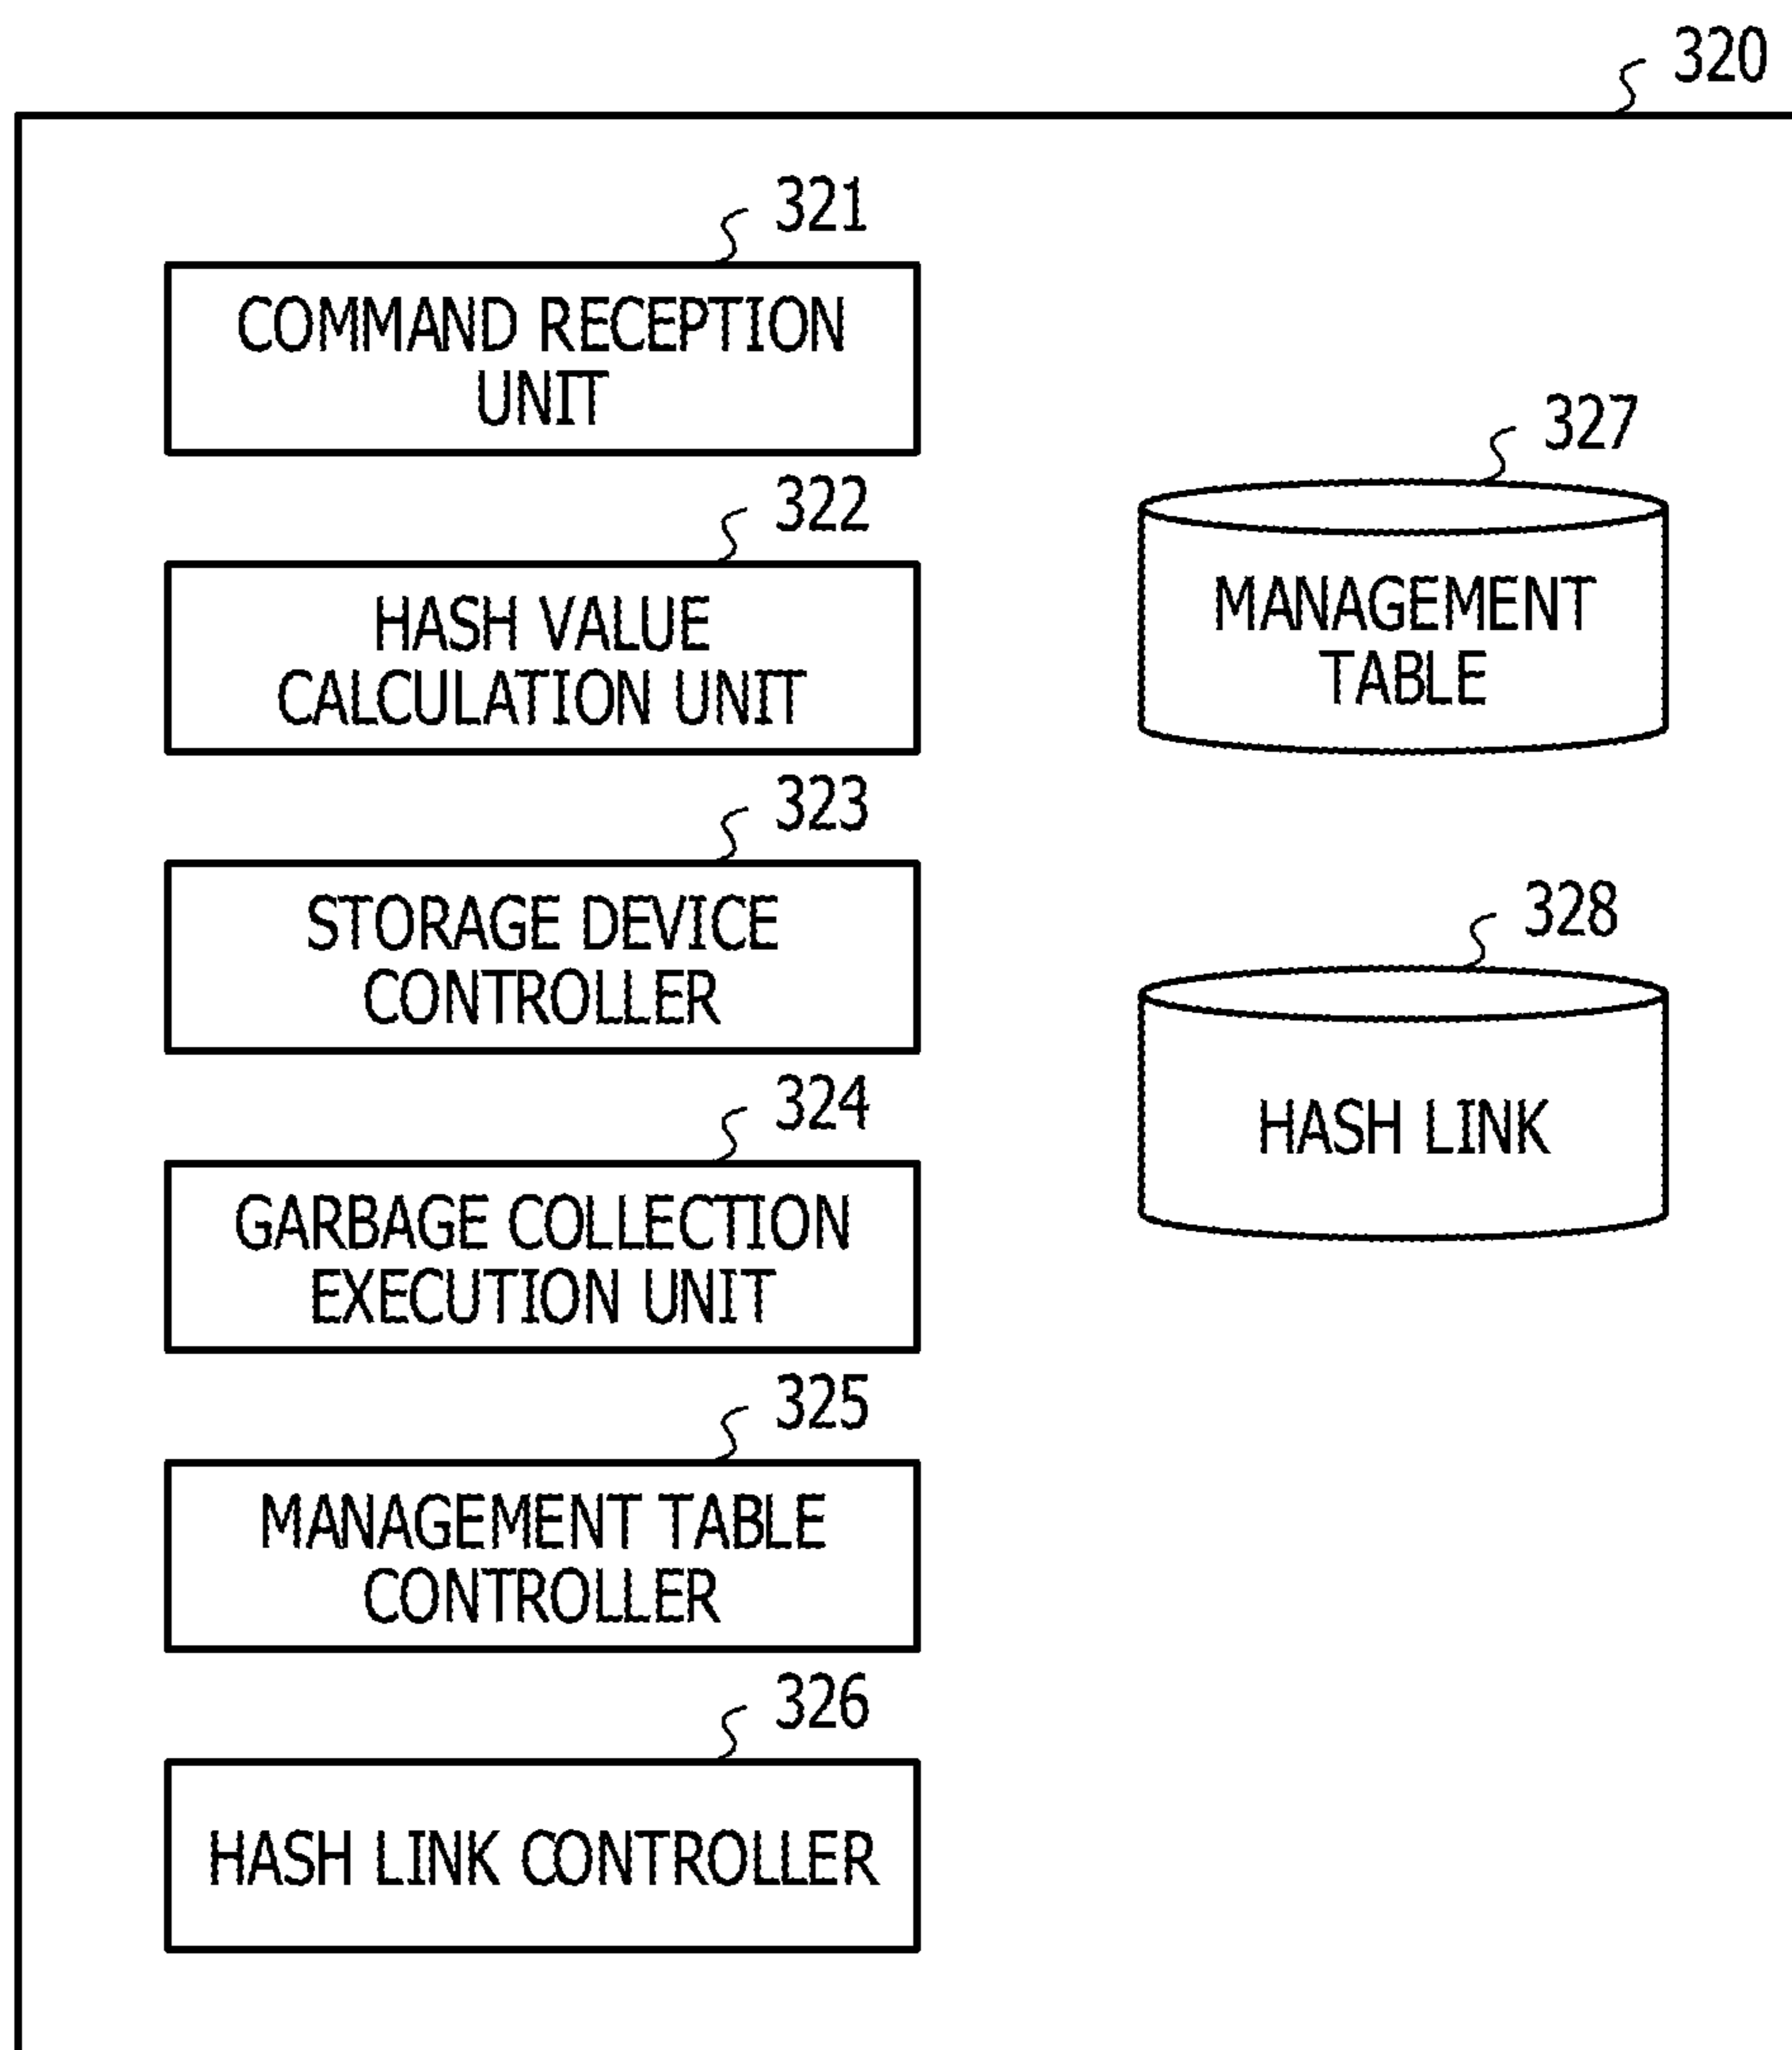 320
321
COMMAND RECEPTION
UNIT
322
HASH VALUE
CALCULATION UNIT
323
STORAGE DEVICE
CONTROLLER
324
GARBAGE COLLECTION
EXECUTION UNIT
325
MANAGEMENT TABLE
CONTROLLER
326
HASH LINK CONTROLLER
327
MANAGEMENT
TABLE
328
HASH LINK